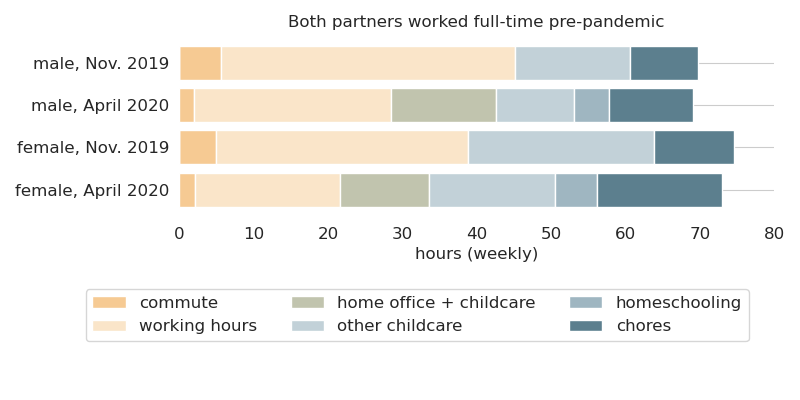 Both partners worked full-time pre-pandemic
male, Nov. 2019
male, April 2020
female, Nov. 2019
female, April 2020
0 10 20 30 40 50 60 70 80
hours (weekly)
commute home office + childcare homeschooling
working hours other childcare chores